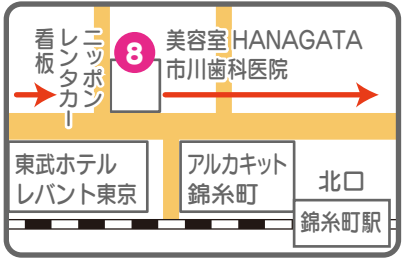 ニッポン
レンタカー
看板
8
美容室 HANAGATA
市川歯科医院
東武ホテル
レバント東京
アルカキット
錦糸町
北口
錦糸町駅